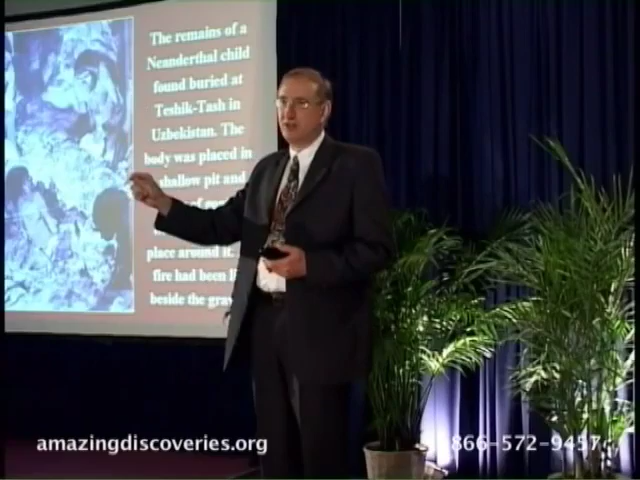 The remains of a
Neanderthal child
found buried at
Teshik-Tash in
Uzbekistan. The
body was placed in
shallow pit and
of
place around it.
fire had been
beside the
amazingdiscoveries.org
866-572-9457